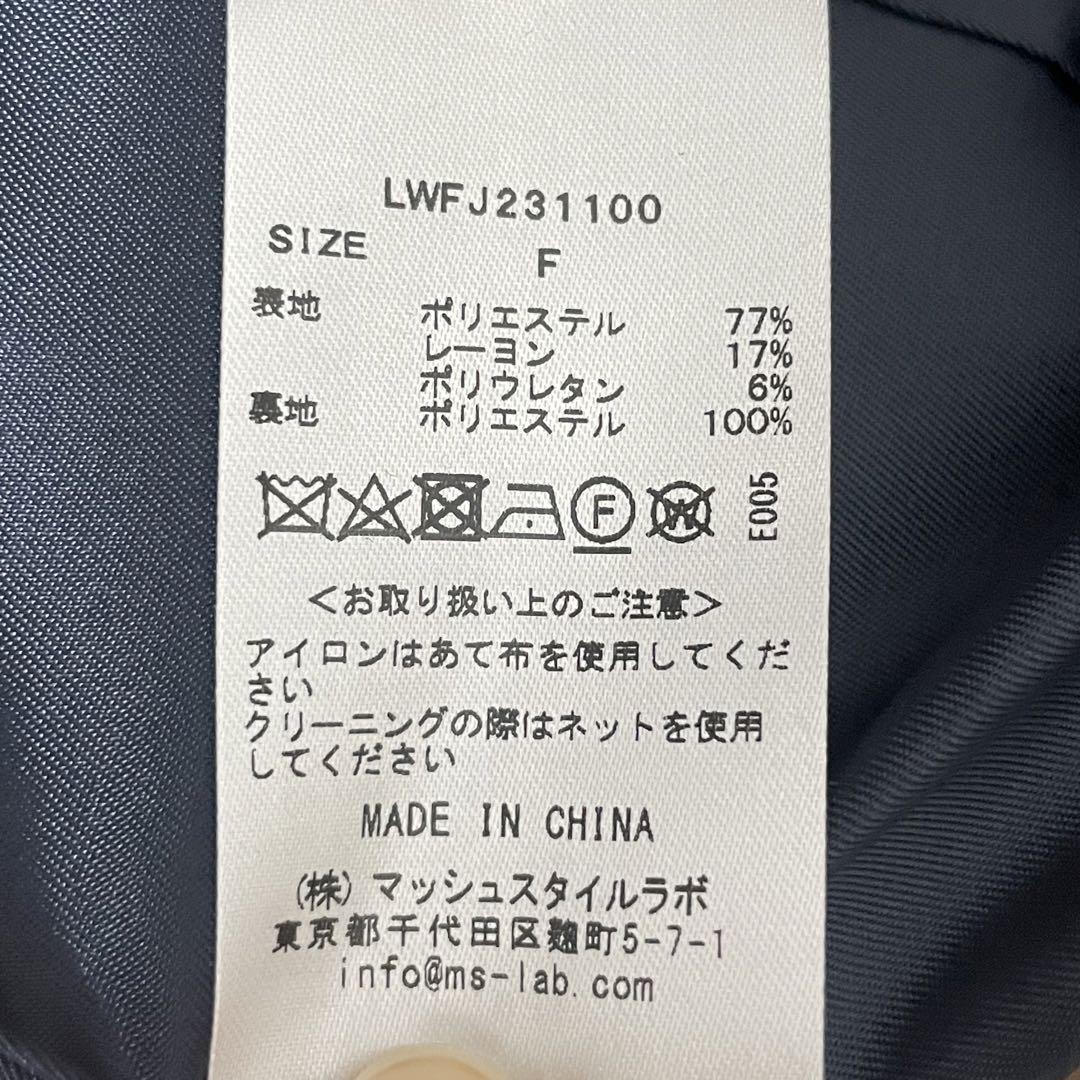 LWFJ231100
SIZE F
表地 ポリエステル 77%
レーヨン 17%
ポリウレタン 6%
裏地 ポリエステル 100%
F W E005
<お取り扱い上のご注意>
アイロンはあて布を使用してくだ
さい
クリーニングの際はネットを使用
してください
MADE IN CHINA
(株)マッシュスタイルラボ
東京都千代田区麹町5-7-1
info@ms-lab.com